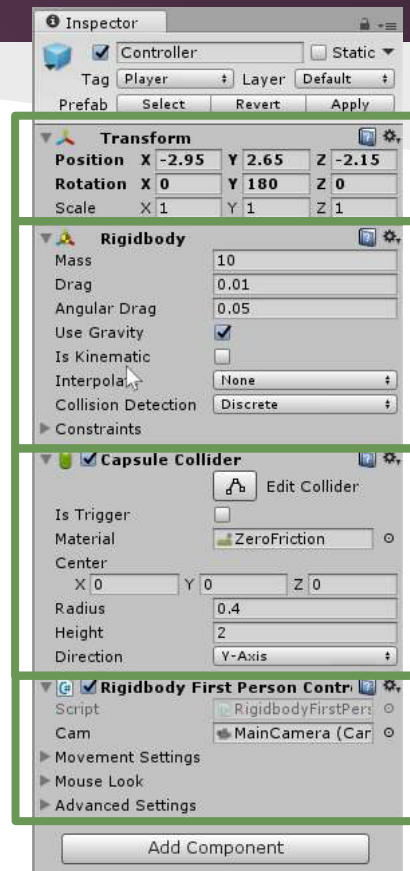 Inspector
Controller Static
Tag Player Layer Default
Prefab Select Revert Apply
Transform
Position X -2.95 Y 2.65 Z -2.15
Rotation X 0 Y 180 Z 0
Scale X 1 Y 1 Z 1
Rigidbody
Mass 10
Drag 0.01
Angular Drag 0.05
Use Gravity
Is Kinematic
Interpolat None
Collision Detection Discrete
Constraints
Capsule Collider
Edit Collider
Is Trigger
Material ZeroFriction
Center
X 0 Y 0 Z 0
Radius 0.4
Height 2
Direction Y-Axis
Rigidbody First Person Contr
Script RigidbodyFirstPers
Cam MainCamera (Car
Movement Settings
Mouse Look
Advanced Settings
Add Component